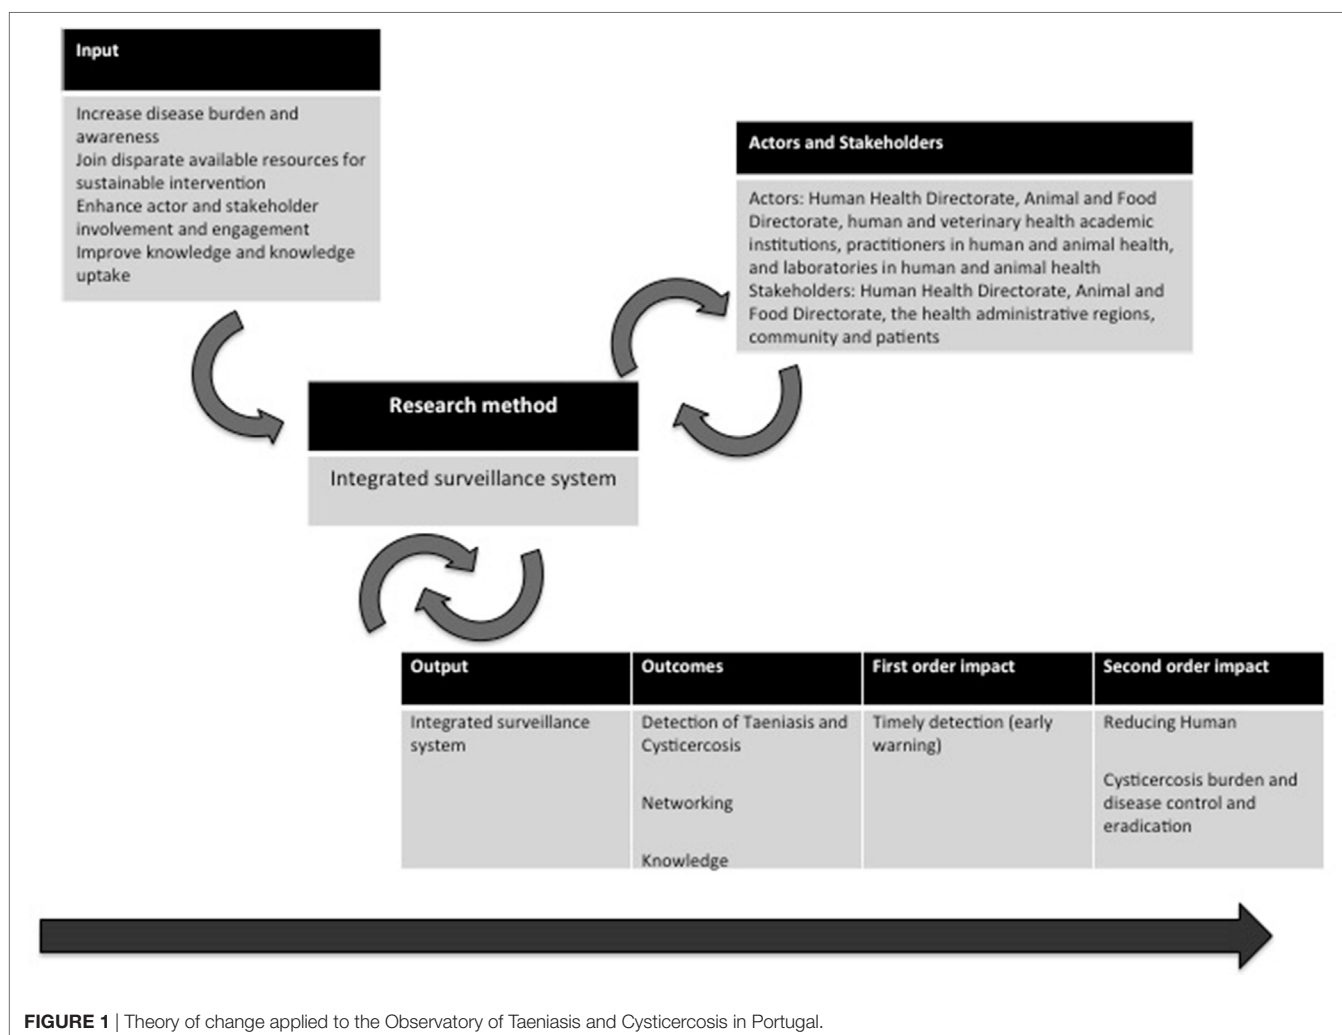 Input
Increase disease burden and
awareness
Join disparate available resources for
sustainable intervention
Enhance actor and stakeholder
involvement and engagement
Improve knowledge and knowledge
uptake
Actors and Stakeholders
Actors: Human Health Directorate, Animal and Food
Directorate, human and veterinary health academic
institutions, practitioners in human and animal health,
and laboratories in human and animal health
Stakeholders: Human Health Directorate, Animal and
Food Directorate, the health administrative regions,
community and patients
Research method
Integrated surveillance system
Output
Integrated surveillance
system
Outcomes
Detection of Taeniasis and
Cysticercosis
Networking
Knowledge
First order impact
Timely detection (early
warning)
Second order impact
Reducing Human
Cysticercosis burden and
disease control and
eradication
FIGURE 1 | Theory of change applied to the Observatory of Taeniasis and Cysticercosis in Portugal.